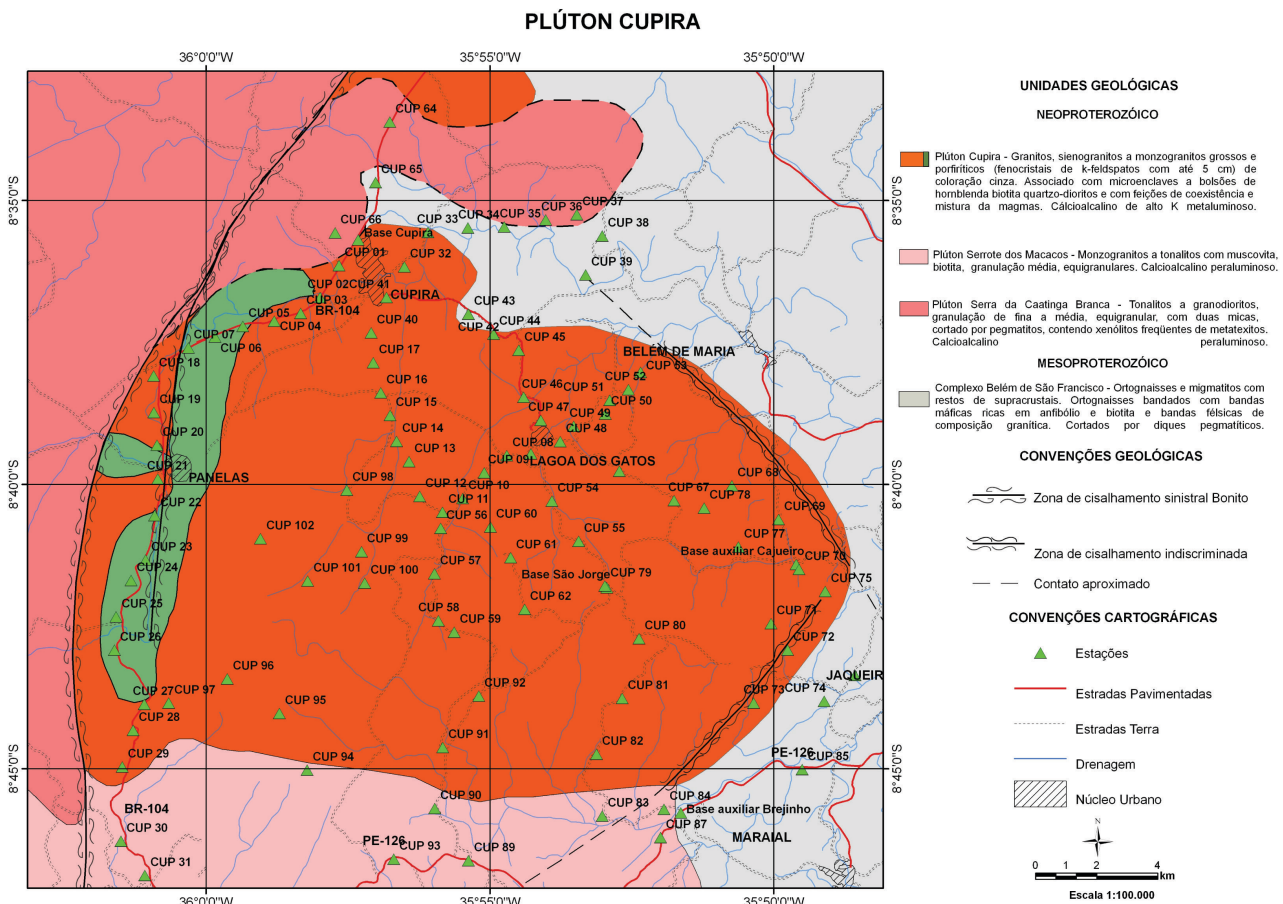 PLÚTON CUPIRA
36°0'0"W
35°55'0"W
35°50'0"W
8°35'0"S
8°40'0"S
8°45'0"S
CUP 64
CUP 65
CUP 66
Base Cupira
CUP 33
CUP 34
CUP 35
CUP 36
CUP 37
CUP 38
CUP 39
CUP 01
CUP 32
CUP 02
CUP 41
CUP 03
CUPIRA
BR-104
CUP 43
CUP 05
CUP 04
CUP 40
CUP 42
CUP 44
CUP 07
CUP 06
CUP 45
BELÉM DE MARIA
CUP 18
CUP 17
CUP 53
CUP 52
CUP 16
CUP 46
CUP 51
CUP 50
CUP 19
CUP 15
CUP 47
CUP 49
CUP 20
CUP 14
CUP 48
CUP 13
CUP 08
CUP 09
LAGOA DOS GATOS
CUP 21
PANELAS
CUP 98
CUP 12
CUP 10
CUP 68
CUP 22
CUP 11
CUP 54
CUP 67
CUP 78
CUP 69
CUP 102
CUP 56
CUP 60
CUP 55
CUP 77
CUP 23
CUP 99
CUP 61
Base auxiliar Cajueiro
CUP 70
CUP 24
CUP 101
CUP 100
CUP 57
Base São Jorge
CUP 79
CUP 75
CUP 25
CUP 58
CUP 59
CUP 62
CUP 80
CUP 71
CUP 26
CUP 72
CUP 96
JAQUEIR
CUP 27
CUP 97
CUP 95
CUP 92
CUP 81
CUP 73
CUP 74
CUP 28
CUP 29
CUP 94
CUP 91
CUP 82
PE-126
CUP 85
BR-104
CUP 90
CUP 83
CUP 84
Base auxiliar Brejinho
CUP 30
PE-126
CUP 93
CUP 89
CUP 87
MARAIAL
CUP 31
36°0'0"W
35°55'0"W
35°50'0"W
UNIDADES GEOLÓGICAS
NEOPROTEROZÓICO
Plúton Cupira - Granitos, sienogranitos a monzogranitos grossos e
porfiríticos (fenocristais de k-feldspatos com até 5 cm) de
coloração cinza. Associado com microenclaves a bolsões de
hornblenda biotita quartzo-dioritos e com feições de coexistência e
mistura da magmas. Cálcioalcalino de alto K metaluminoso.
Plúton Serrote dos Macacos - Monzogranitos a tonalitos com muscovita,
biotita, granulação média, equigranulares. Calcioalcalino peraluminoso.
Plúton Serra da Caatinga Branca - Tonalitos a granodioritos,
granulação de fina a média, equigranular, com duas micas,
cortado por pegmatitos, contendo xenólitos freqüentes de metatexitos.
Calcioalcalino peraluminoso.
MESOPROTEROZÓICO
Complexo Belém de São Francisco - Ortognaisses e migmatitos com
restos de supracrustais. Ortognaisses bandados com bandas
máficas ricas em anfibólio e biotita e bandas félsicas de
composição granítica. Cortados por diques pegmatíticos.
CONVENÇÕES GEOLÓGICAS
Zona de cisalhamento sinistral Bonito
Zona de cisalhamento indiscriminada
Contato aproximado
CONVENÇÕES CARTOGRÁFICAS
Estações
Estradas Pavimentadas
Estradas Terra
Drenagem
Núcleo Urbano
N
0 1 2 4
km
Escala 1:100.000